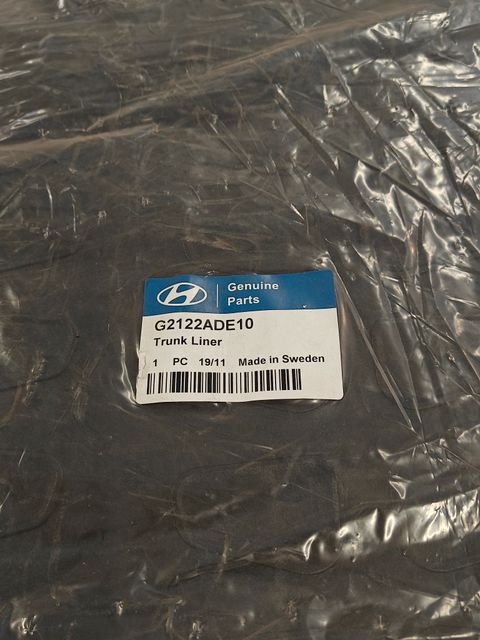 Genuine
Parts
G2122ADE10
Trunk Liner
1 PC 19/11 Made in Sweden